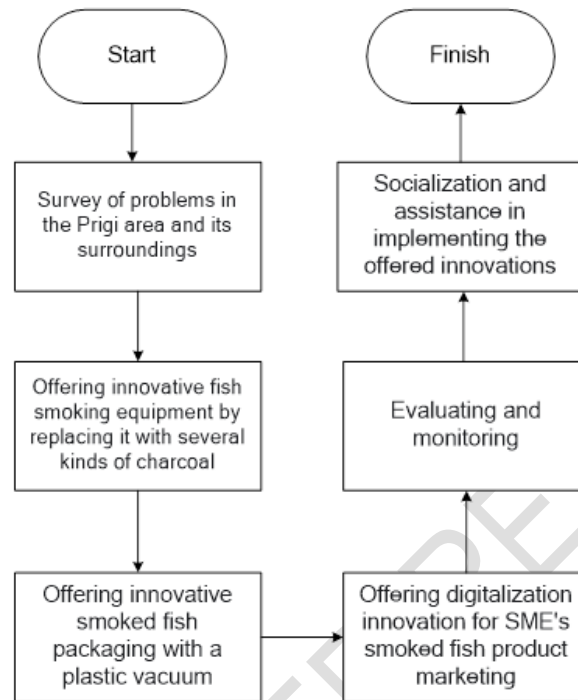 Start
Survey of problems in
the Prigi area and its
surroundings
Offering innovative fish
smoking equipment by
replacing it with several
kinds of charcoal
Offering innovative
smoked fish
packaging with a
plastic vacuum
Offering digitalization
innovation for SME's
smoked fish product
marketing
Evaluating and
monitoring
Socialization and
assistance in
implementing the
offered innovations
Finish